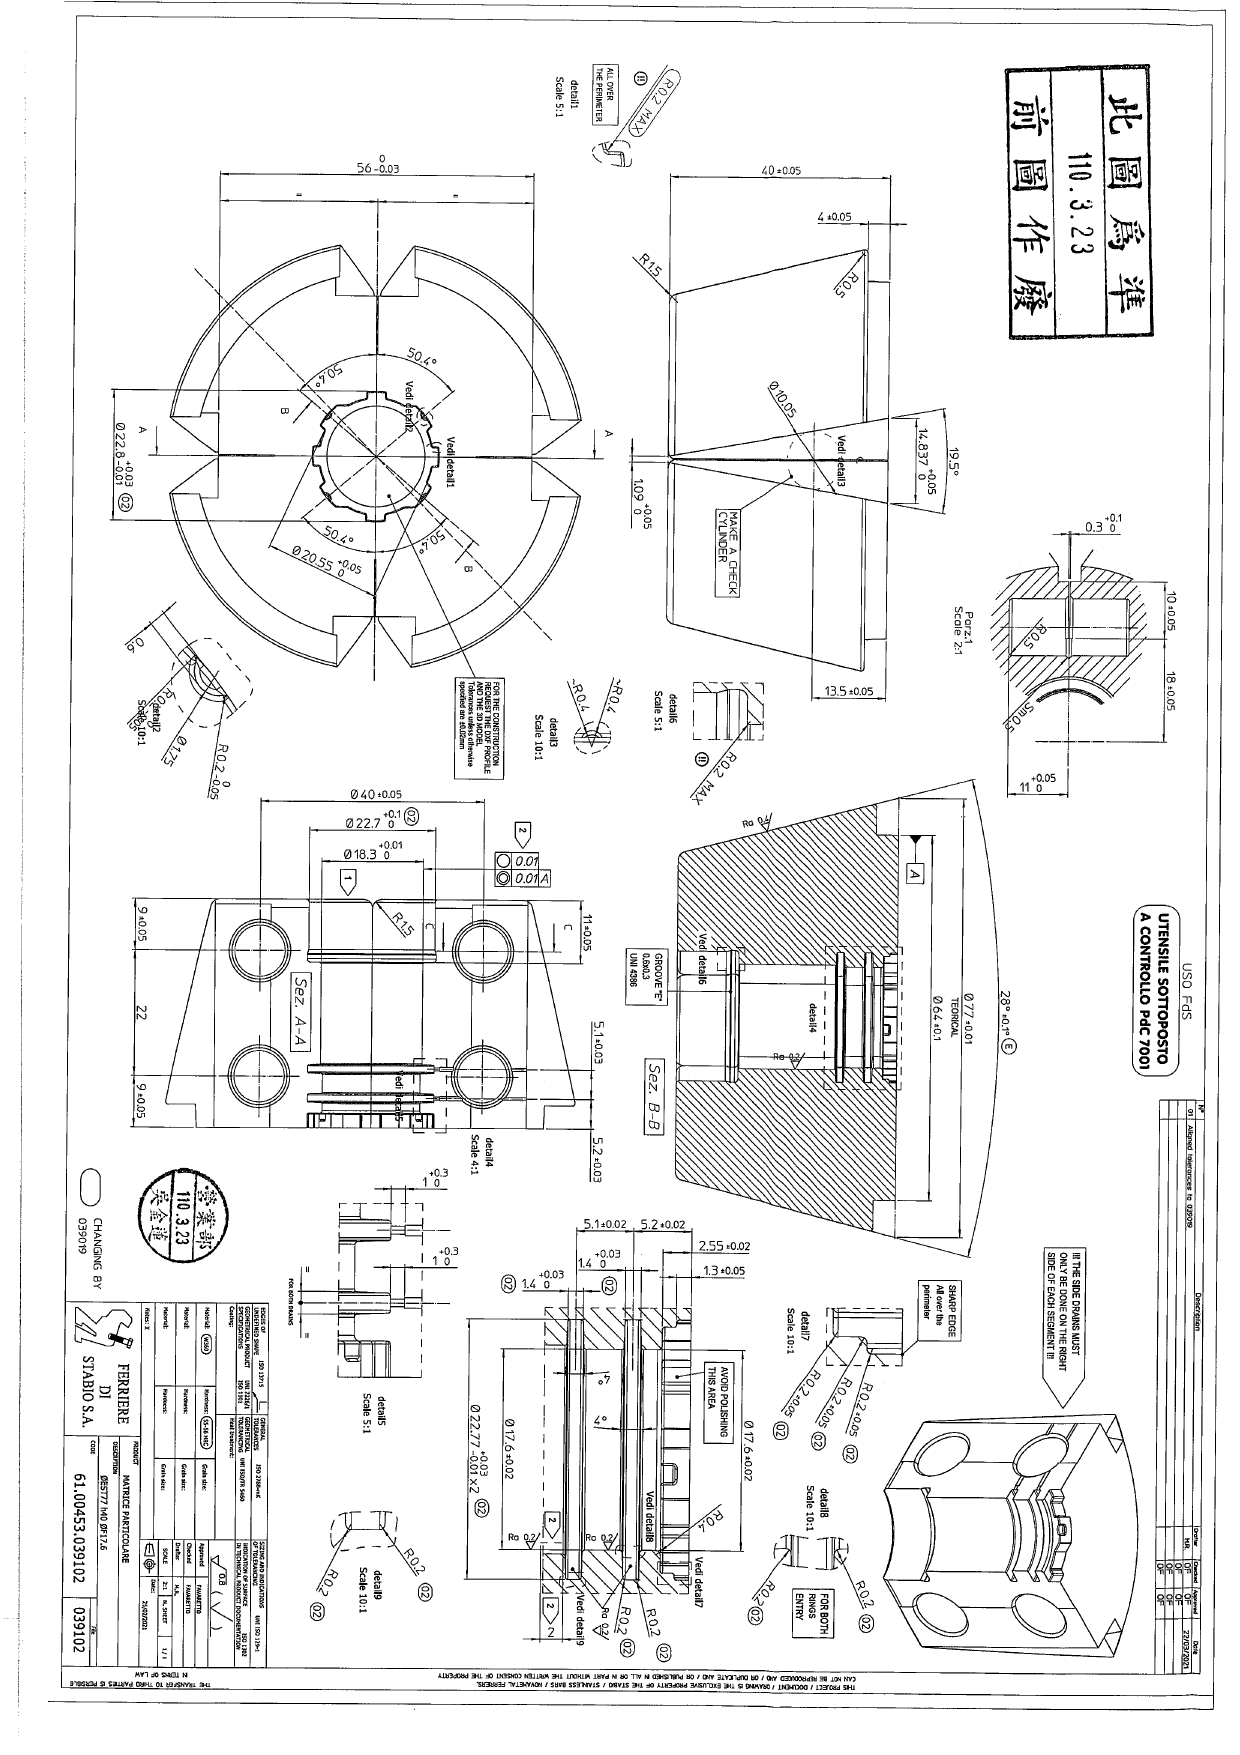 此圖為準
110.3.23
前圖作廢
R0.2 MAX
(!!)
ALL OVER
THE PERIMETER
detail1
Scale 5:1
0
56 -0.03
=
=
50.4°
50.4°
50.4°
50.4°
Vedi detail2
Vedi detail1
A
A
B
B
Ø22.8 +0.03 -0.01 (02)
Ø20.55 +0.05 0
FOR THE CONSTRUCTION
REQUEST THE DXF PROFILE
AND THE 3D MODEL
Tolerances unless otherwise
specified are ±0.02mm
0.6
Ø1.75
R0.2 0 -0.05
detail2
40 ±0.05
4 ±0.05
R1.5
R0.5
Ø10.05
Vedi detail3
14.837 +0.05 0
19.5°
1.09 +0.05 0
MAKE A CHECK
CYLINDER
13.5 ±0.05
R0.4
R0.4
detail3
Scale 10:1
detail6
Scale 5:1
R0.2 MAX
(!!)
0.3 +0.1 0
10 ±0.05
18 ±0.05
Parz.1
Scale 2:1
R0.5
Sm0.5
11 +0.05 0
USO FdS
UTENSILE SOTTOPOSTO
A CONTROLLO PdC 7001
Ø40 ±0.05
Ø22.7 +0.1 0 (02)
Ø18.3 +0.01 0
2
0.01
0.01 A
1
R1.5
C
C
11 ±0.05
9 ±0.05
22
9 ±0.05
Sez. A-A
5.1 ±0.03
5.2 ±0.03
Vedi detail5
detail4
Scale 4:1
Ra 0.4
A
Vedi detail6
GROOVE "E"
0.6x0.3
UNI 4386
detail4
Ra 0.2
Ø64 ±0.1
TEORICAL
Ø77 ±0.01
28° ±0.1° (E)
Sez. B-B
1 +0.3 0
1 +0.3 0
FOR BOTH DRAINS
=
=
detail5
Scale 5:1
5.1 ±0.02
5.2 ±0.02
2.55 ±0.02
1.3 ±0.05
1.4 +0.03 0 (02)
1.4 +0.03 0 (02)
AVOID POLISHING
THIS AREA
4°
4°
Ø17.6 ±0.02
Ø22.77 +0.03 -0.01 x2 (02)
Ø17.6 ±0.02
Vedi detail8
Ra 0.2
Ra 0.2
Ra 0.2
R0.4
Vedi detail7
Vedi detail9
R0.2 (02)
R0.2 (02)
2
2
2
SHARP EDGE
All over the
perimeter
detail7
Scale 10:1
R0.2 ±0.05 (02)
R0.2 ±0.05 (02)
R0.2 ±0.05 (02)
detail8
Scale 10:1
R0.2 (02)
R0.2 (02)
FOR BOTH
RINGS
ENTRY
detail9
Scale 10:1
R0.2 (02)
R0.2 (02)
!!! THE SIDE DRAINS MUST
ONLY BE DONE ON THE RIGHT
SIDE OF EACH SEGMENT !!!
N°
Description
Drafter
Checked
Approved
Date
01
Aligned tolerances to 039019
MR
OF
OF
22/03/2021
營業部
110.3.23
CHANGING BY
039019
FERRIERE
DI
STABIO S.A.
PRODUCT
MATRICE PARTICOLARE
DESCRIPTION
ØEST77 h40 ØF17.6
CODE
61.00453.039102
File
039102
Material:
W360
Hardness:
55-56 HRC
Grain size:
Approved
FAVARETTO
Checked
FAVARETTO
Drafter
M.R.
SCALE
2:1
N. SHEET
1/1
Date:
0.8
THIS PROJECT / DOCUMENT / DRAWING IS THE EXCLUSIVE PROPERTY OF THE STABIO / STAINLESS BARS / NOVAMETAL FERRERS.
CAN NOT BE REPRODUCED AND / OR DUPLICATE AND / OR PUBLISHED IN ALL OR IN PART WITHOUT THE WRITTEN CONSENT OF THE PROPERTY
THE TRANSFER TO THIRD PARTIES IS PERSIBLE
IN TERMS OF LAW